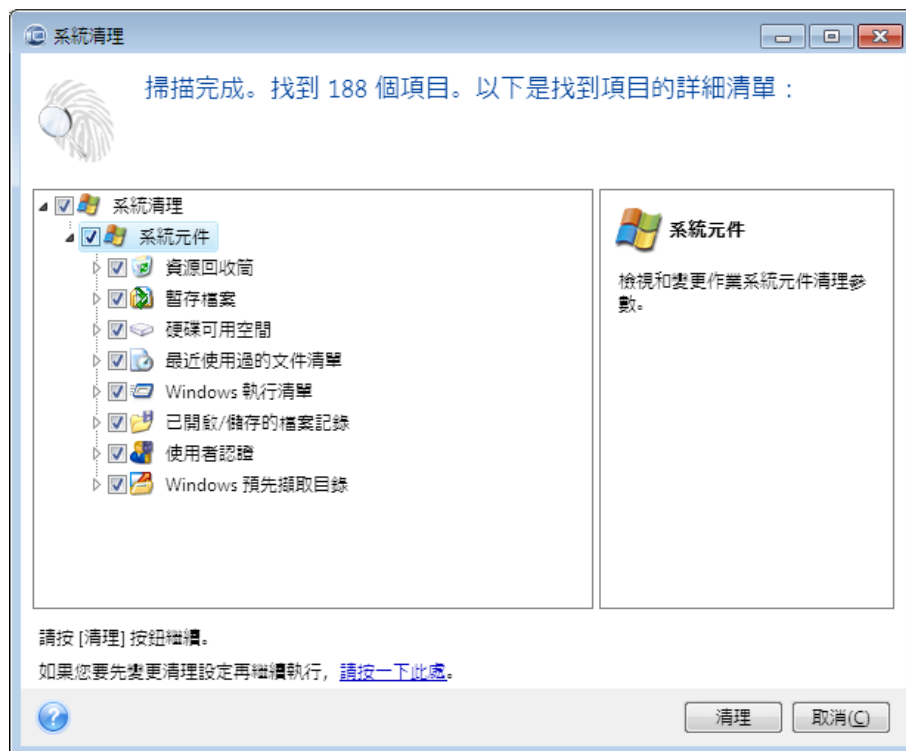 系統清理
掃描完成。找到 188 個項目。以下是找到項目的詳細清單：
系統清理
系統元件
資源回收筒
暫存檔案
硬碟可用空間
最近使用過的文件清單
Windows 執行清單
已開啟/儲存的檔案記錄
使用者認證
Windows 預先擷取目錄
系統元件
檢視和變更作業系統元件清理參
數。
請按 [清理] 按鈕繼續。
如果您要先變更清理設定再繼續執行，請按一下此處。
清理
取消(C)